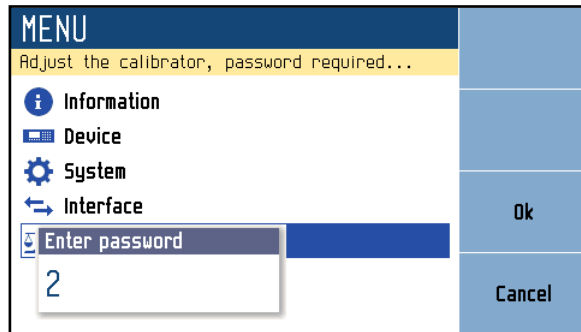 MENU
Adjust the calibrator, password required...
Information
Device
System
Interface
Ok
Enter password
2
Cancel